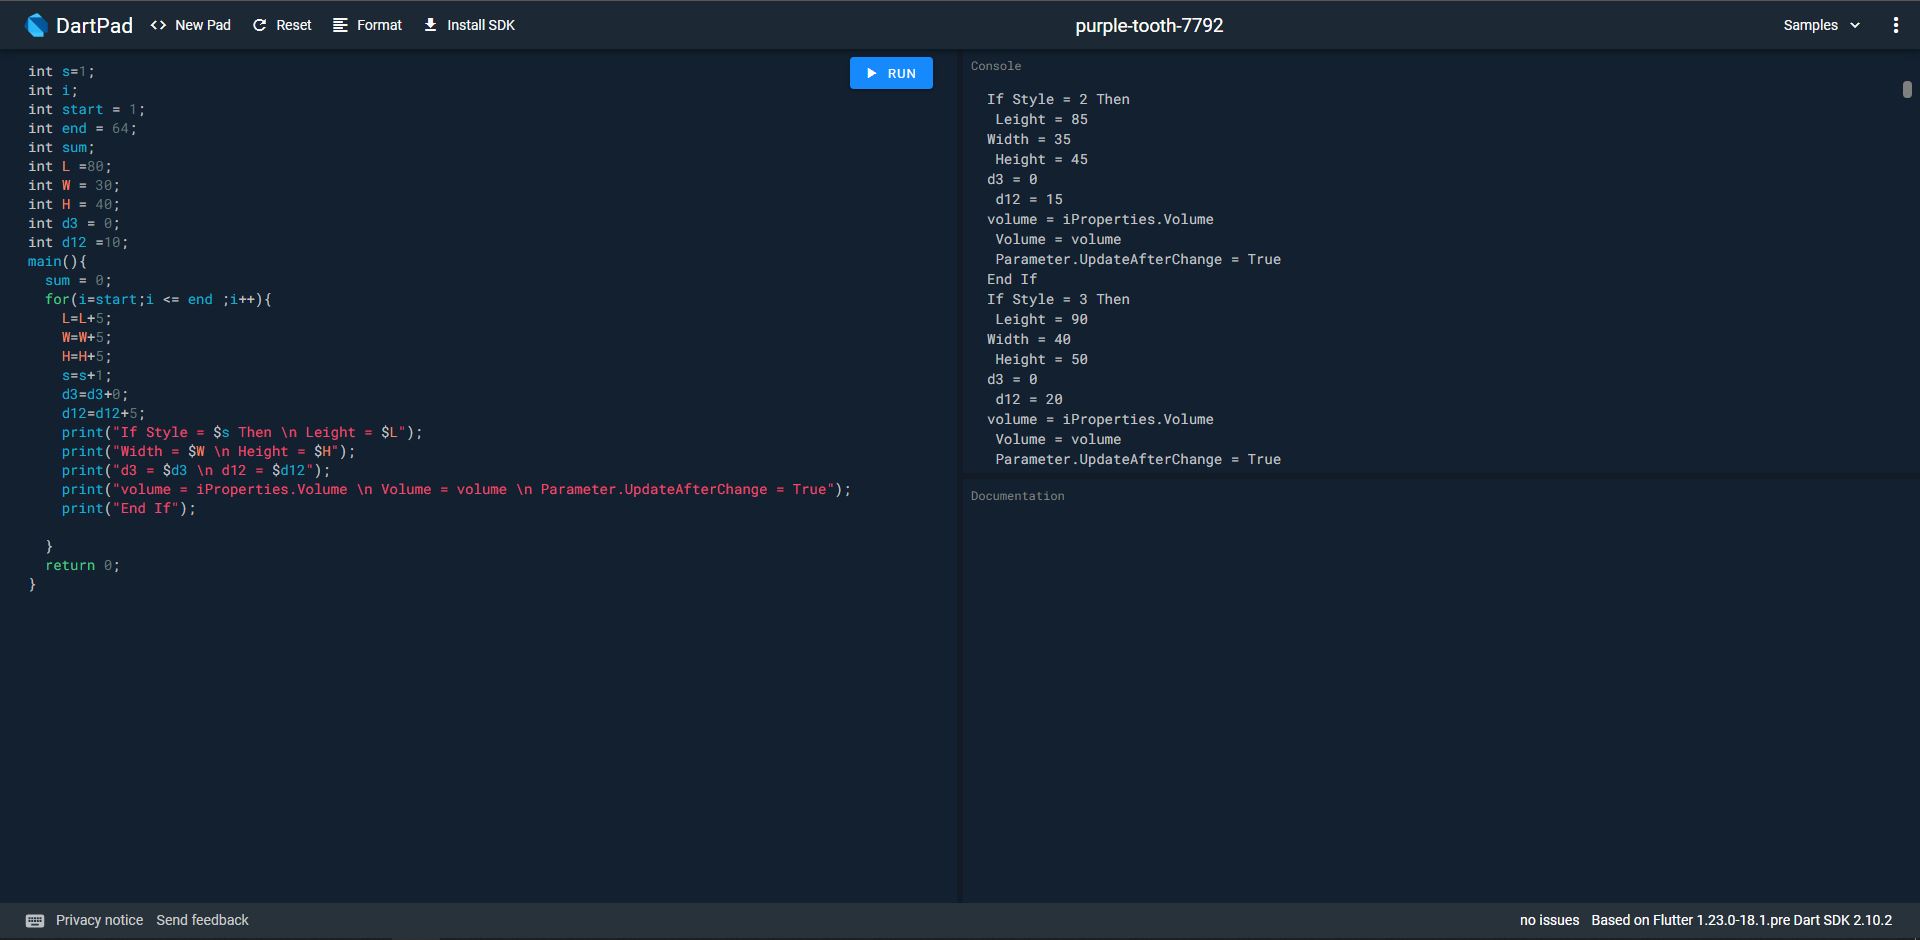 DartPad <> New Pad Reset Format Install SDK purple-tooth-7792 Samples
int s=1;
int i;
int start = 1;
int end = 64;
int sum;
int L =80;
int W = 30;
int H = 40;
int d3 = 0;
int d12 =10;
main(){
  sum = 0;
  for(i=start;i <= end ;i++){
    L=L+5;
    W=W+5;
    H=H+5;
    s=s+1;
    d3=d3+0;
    d12=d12+5;
    print("If Style = $s Then \n Leight = $L");
    print("Width = $W \n Height = $H");
    print("d3 = $d3 \n d12 = $d12");
    print("volume = iProperties.Volume \n Volume = volume \n Parameter.UpdateAfterChange = True");
    print("End If");
  }
  return 0;
}
RUN
Console
If Style = 2 Then
 Leight = 85
Width = 35
 Height = 45
d3 = 0
 d12 = 15
volume = iProperties.Volume
 Volume = volume
 Parameter.UpdateAfterChange = True
End If
If Style = 3 Then
 Leight = 90
Width = 40
 Height = 50
d3 = 0
 d12 = 20
volume = iProperties.Volume
 Volume = volume
 Parameter.UpdateAfterChange = True
Documentation
Privacy notice Send feedback no issues Based on Flutter 1.23.0-18.1.pre Dart SDK 2.10.2